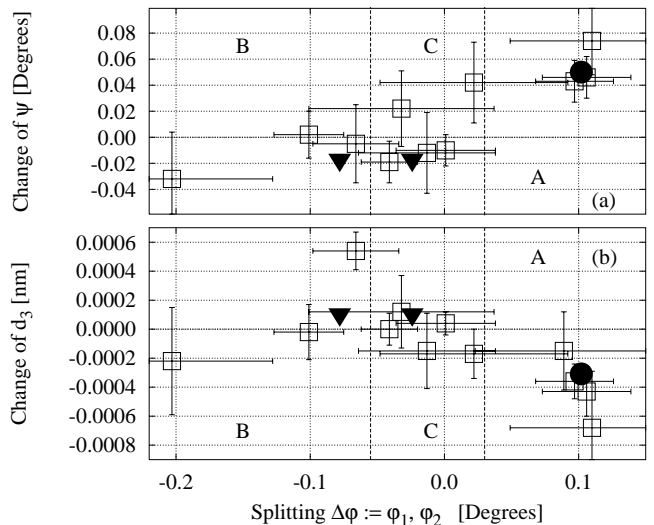 0.08
0.06
0.04
0.02
0.00
-0.02
-0.04
Change of ψ [Degrees]
B
C
A
(a)
0.0006
0.0004
0.0002
0.0000
-0.0002
-0.0004
-0.0006
-0.0008
Change of d3 [nm]
A
(b)
B
C
-0.2
-0.1
0.0
0.1
Splitting Δφ := φ1, φ2 [Degrees]